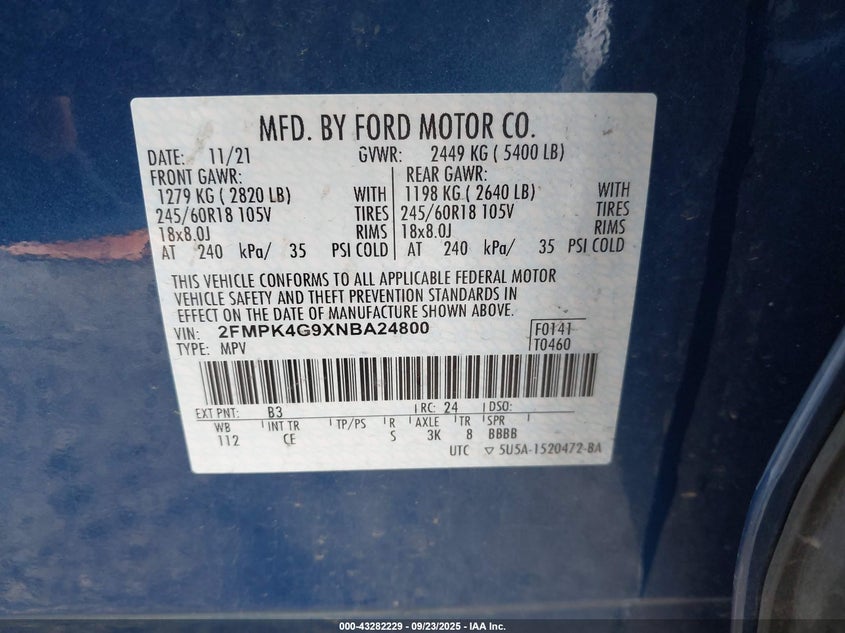 MFD. BY FORD MOTOR CO.
DATE: 11/21 GVWR: 2449 KG ( 5400 LB)
FRONT GAWR: REAR GAWR:
1279 KG ( 2820 LB) WITH 1198 KG ( 2640 LB) WITH
245/60R18 105V TIRES 245/60R18 105V TIRES
18x8.0J RIMS 18x8.0J RIMS
AT 240 kPa/ 35 PSI COLD AT 240 kPa/ 35 PSI COLD
THIS VEHICLE CONFORMS TO ALL APPLICABLE FEDERAL MOTOR
VEHICLE SAFETY AND THEFT PREVENTION STANDARDS IN
EFFECT ON THE DATE OF MANUFACTURE SHOWN ABOVE.
VIN: 2FMPK4G9XNBA24800 F0141
TYPE: MPV T0460
EXT PNT: B3 RC: 24 DSO:
WB INT TR TP/PS R AXLE TR SPR
112 CE S 3K 8 BBBB
UTC ▽ 5U5A-1520472-BA
000-43282229 - 09/23/2025 - IAA Inc.